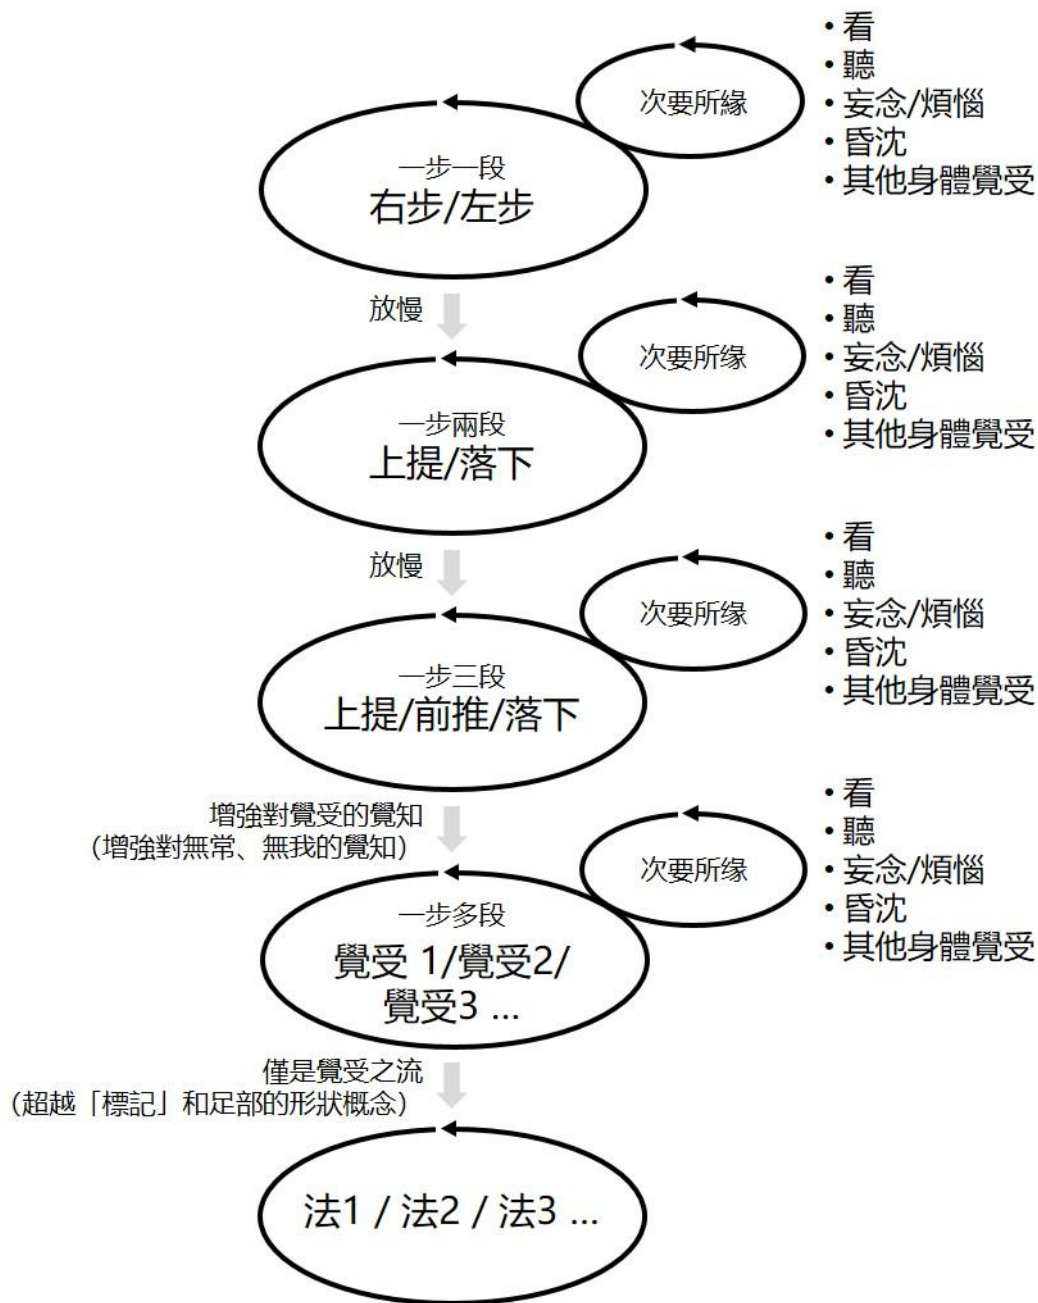 次要所緣
• 看
• 聽
• 妄念/煩惱
• 昏沈
• 其他身體覺受
一步一段
右步/左步
放慢
次要所缘
• 看
• 聽
• 妄念/煩惱
• 昏沈
• 其他身體覺受
一步兩段
上提/落下
放慢
次要所缘
• 看
• 聽
• 妄念/煩惱
• 昏沈
• 其他身體覺受
一步三段
上提/前推/落下
增強對覺受的覺知
（增強對無常、無我的覺知）
次要所缘
• 看
• 聽
• 妄念/煩惱
• 昏沈
• 其他身體覺受
一步多段
覺受 1/覺受2/
覺受3 ...
僅是覺受之流
（超越「標記」和足部的形狀概念）
法1 / 法2 / 法3 ...